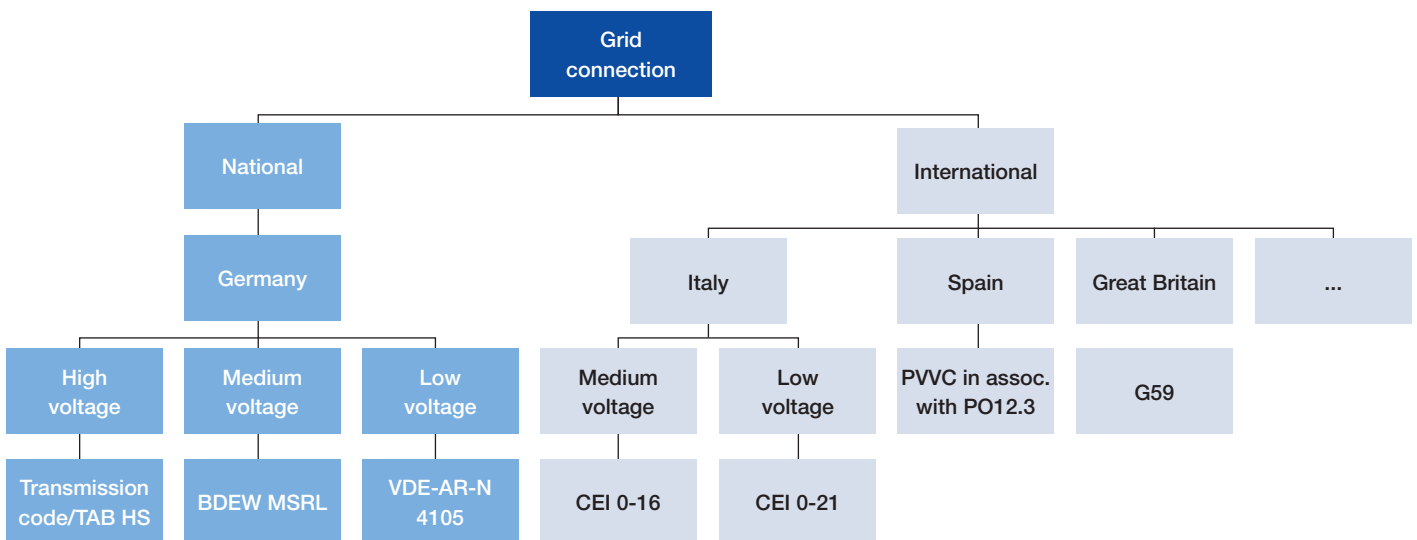 Grid
connection
National
International
Germany
Italy
Spain
Great Britain
...
High
voltage
Medium
voltage
Low
voltage
Medium
voltage
Low
voltage
PVVC in assoc.
with PO12.3
G59
Transmission
code/TAB HS
BDEW MSRL
VDE-AR-N
4105
CEI 0-16
CEI 0-21